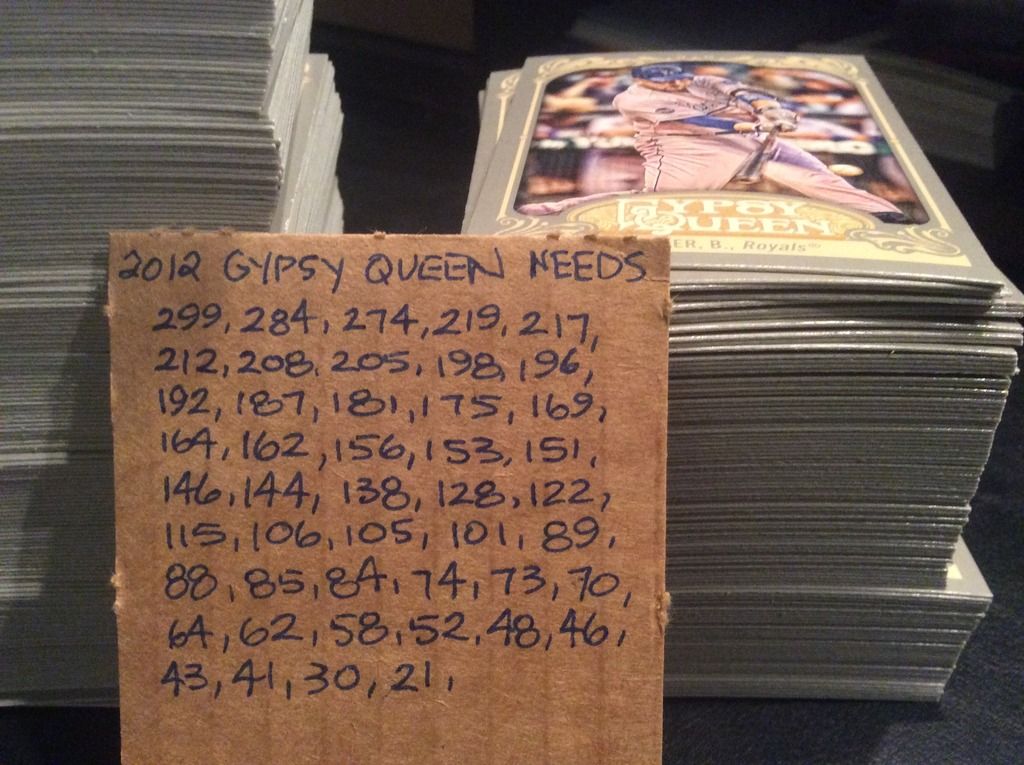 GYPSY
QUEEN
ER, B., Royals®
2012 GYPSY QUEEN NEEDS
299, 284, 274, 219, 217,
212, 208, 205, 198, 196,
192, 187, 181, 175, 169,
164, 162, 156, 153, 151,
146, 144, 138, 128, 122,
115, 106, 105, 101, 89,
88, 85, 84, 74, 73, 70,
64, 62, 58, 52, 48, 46,
43, 41, 30, 21,